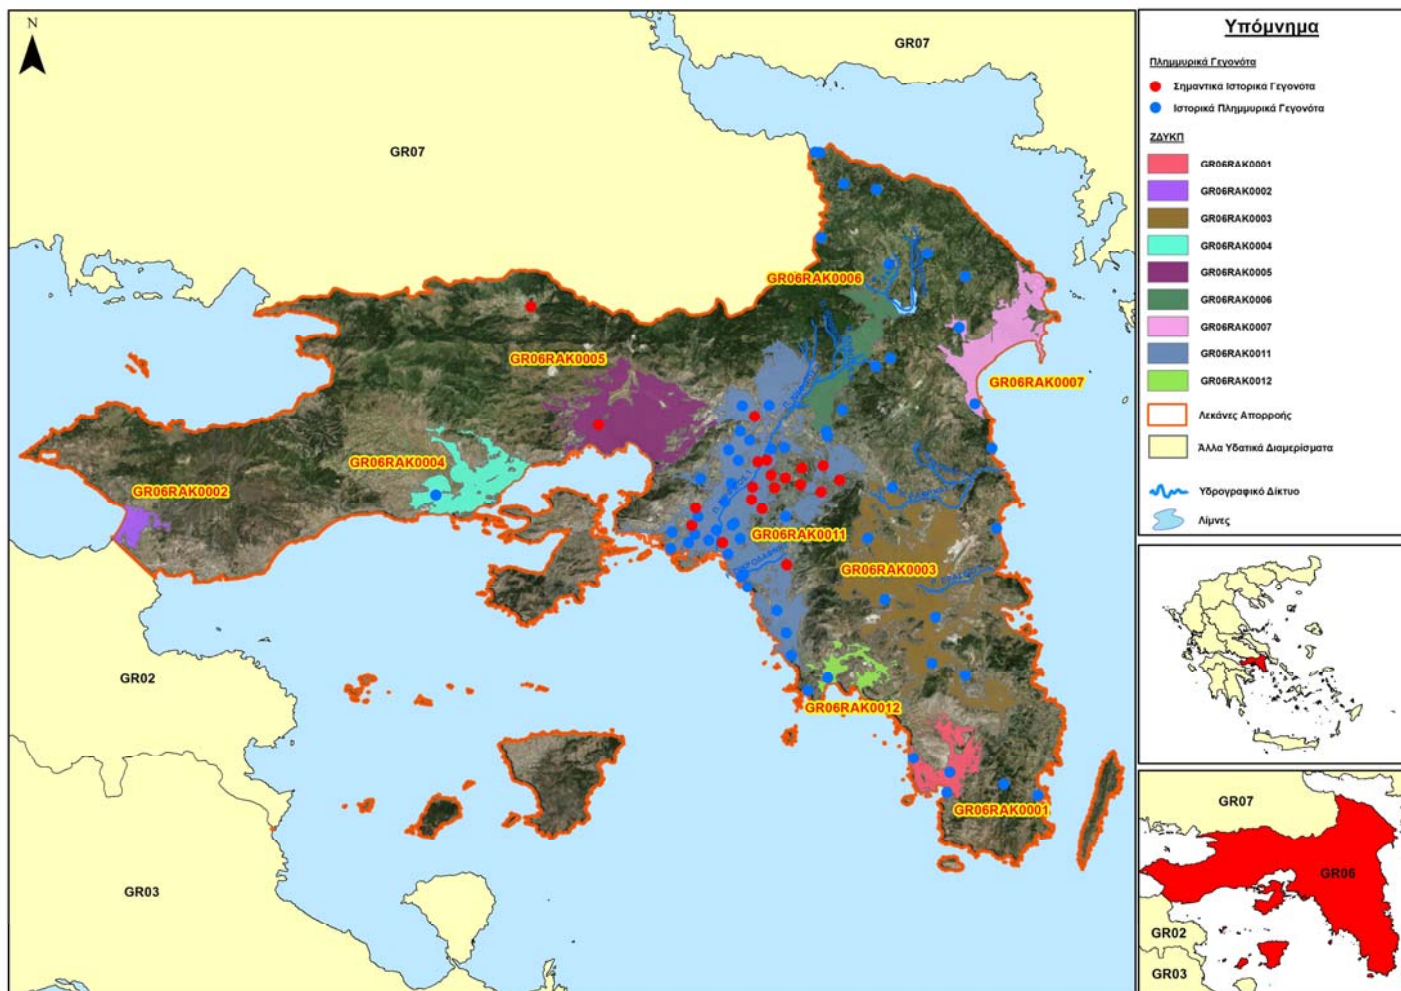 N
GR07
GR07
GR06RAK0006
GR06RAK0005
GR06RAK0007
GR06RAK0004
GR06RAK0002
GR06RAK0011
GR06RAK0003
GR02
GR06RAK0012
GR06RAK0001
GR03
Υπόμνημα
Πλημμυρικά Γεγονότα
Σημαντικά Ιστορικά Γεγονότα
Ιστορικά Πλημμυρικά Γεγονότα
ΖΔΥΚΠ
GR06RAK0001
GR06RAK0002
GR06RAK0003
GR06RAK0004
GR06RAK0005
GR06RAK0006
GR06RAK0007
GR06RAK0011
GR06RAK0012
Λεκάνες Απορροής
Άλλα Υδατικά Διαμερίσματα
Υδρογραφικό Δίκτυο
Λίμνες
GR07
GR06
GR02
GR03